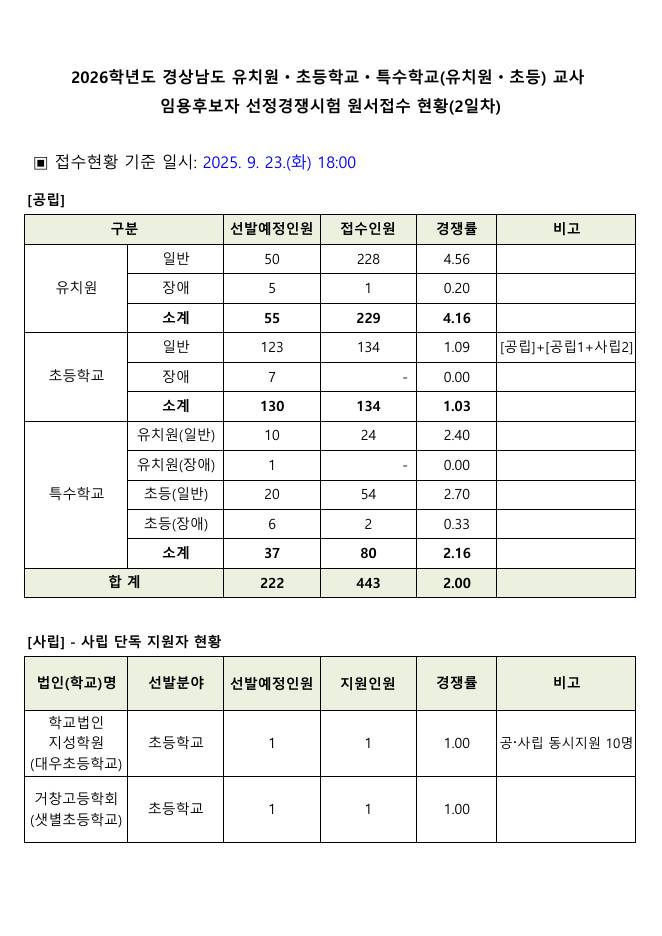 2026학년도 경상남도 유치원・초등학교・특수학교(유치원・초등) 교사
임용후보자 선정경쟁시험 원서접수 현황(2일차)
▣ 접수현황 기준 일시: 2025. 9. 23.(화) 18:00
[공립]
구분 선발예정인원 접수인원 경쟁률 비고
유치원 일반 50 228 4.56
장애 5 1 0.20
소계 55 229 4.16
초등학교 일반 123 134 1.09 [공립]+[공립1+사립2]
장애 7 - 0.00
소계 130 134 1.03
특수학교 유치원(일반) 10 24 2.40
유치원(장애) 1 - 0.00
초등(일반) 20 54 2.70
초등(장애) 6 2 0.33
소계 37 80 2.16
합 계 222 443 2.00
[사립] - 사립 단독 지원자 현황
법인(학교)명 선발분야 선발예정인원 지원인원 경쟁률 비고
학교법인
지성학원
(대우초등학교) 초등학교 1 1 1.00 공·사립 동시지원 10명
거창고등학회
(샛별초등학교) 초등학교 1 1 1.00